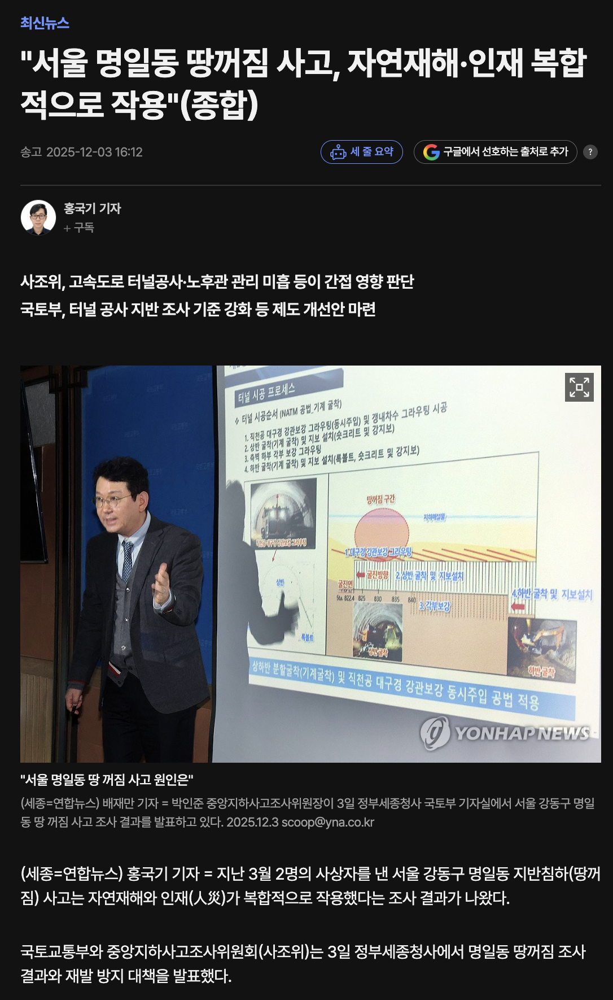 최신뉴스
"서울 명일동 땅꺼짐 사고, 자연재해·인재 복합
적으로 작용"(종합)
송고 2025-12-03 16:12
세 줄 요약
구글에서 선호하는 출처로 추가
?
홍국기 기자
+ 구독
사조위, 고속도로 터널공사·노후관 관리 미흡 등이 간접 영향 판단
국토부, 터널 공사 지반 조사 기준 강화 등 제도 개선안 마련
터널 시공 프로세스
터널 시공순서 (NATM 공법_기계 굴착)
1. 직천공 대구경 강관보강 그라우팅(동시주입) 및 갱내차수 그라우팅 시공
2. 상반 굴착(기계 굴착) 및 지보 설치(숏크리트 및 강지보)
3. 측벽 하부 각부 보강 그라우팅
4. 하반 굴착(기계 굴착) 및 지보 설치(록볼트, 숏크리트 및 강지보)
땅꺼짐 구간
지하매설물
직천공 대구경 강관보강 그라우팅
1. 대구경 강관보강 그라우팅
굴진방향
2.상반 굴착 및 지보설치
굴진면
상반
Sta. 822.4 825 830 835 840
3. 각부보강
4.하반 굴착 및 지보설치
록볼트
상반 굴착
하반 굴착
상하반 분할굴착(기계굴착) 및 직천공 대구경 강관보강 동시주입 공법 적용
YONHAP NEWS
"서울 명일동 땅 꺼짐 사고 원인은"
(세종=연합뉴스) 배재만 기자 = 박인준 중앙지하사고조사위원장이 3일 정부세종청사 국토부 기자실에서 서울 강동구 명일
동 땅 꺼짐 사고 조사 결과를 발표하고 있다. 2025.12.3 scoop@yna.co.kr
(세종=연합뉴스) 홍국기 기자 = 지난 3월 2명의 사상자를 낸 서울 강동구 명일동 지반침하(땅꺼
짐) 사고는 자연재해와 인재(人災)가 복합적으로 작용했다는 조사 결과가 나왔다.
국토교통부와 중앙지하사고조사위원회(사조위)는 3일 정부세종청사에서 명일동 땅꺼짐 조사
결과와 재발 방지 대책을 발표했다.